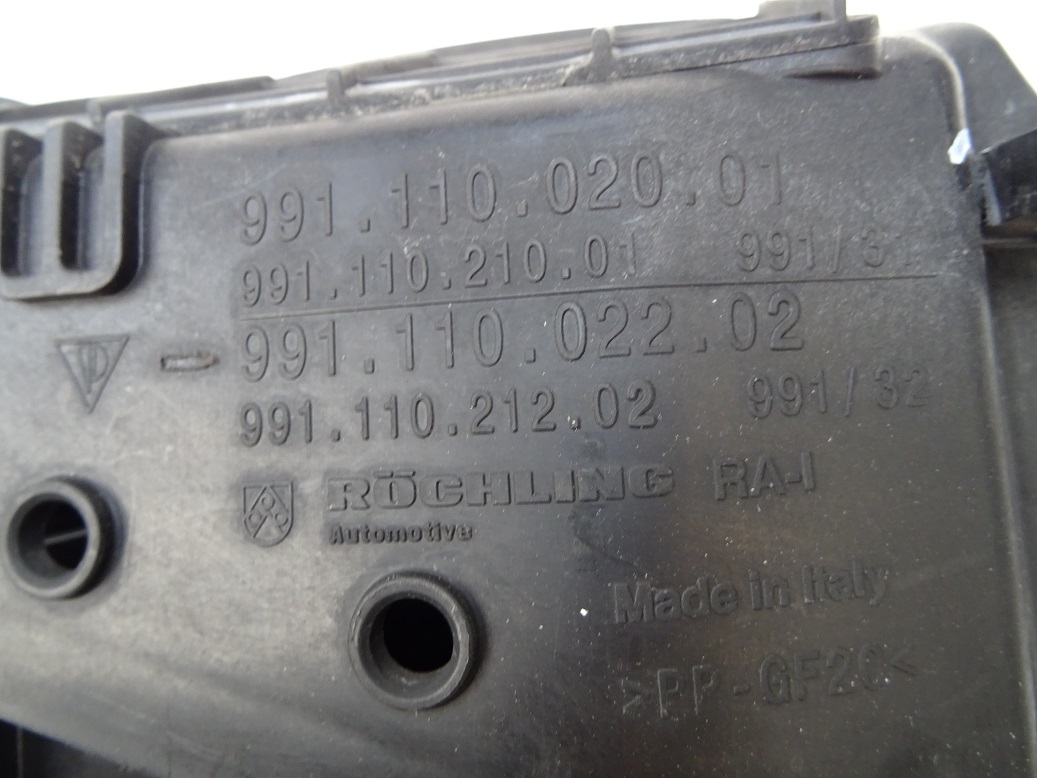 991.110.020.01
991.110.210.01 991/31
991.110.022.02
991.110.212.02 991/32
RÖCHLING RA-I
Automotive
Made in Italy
>PP-GF20<